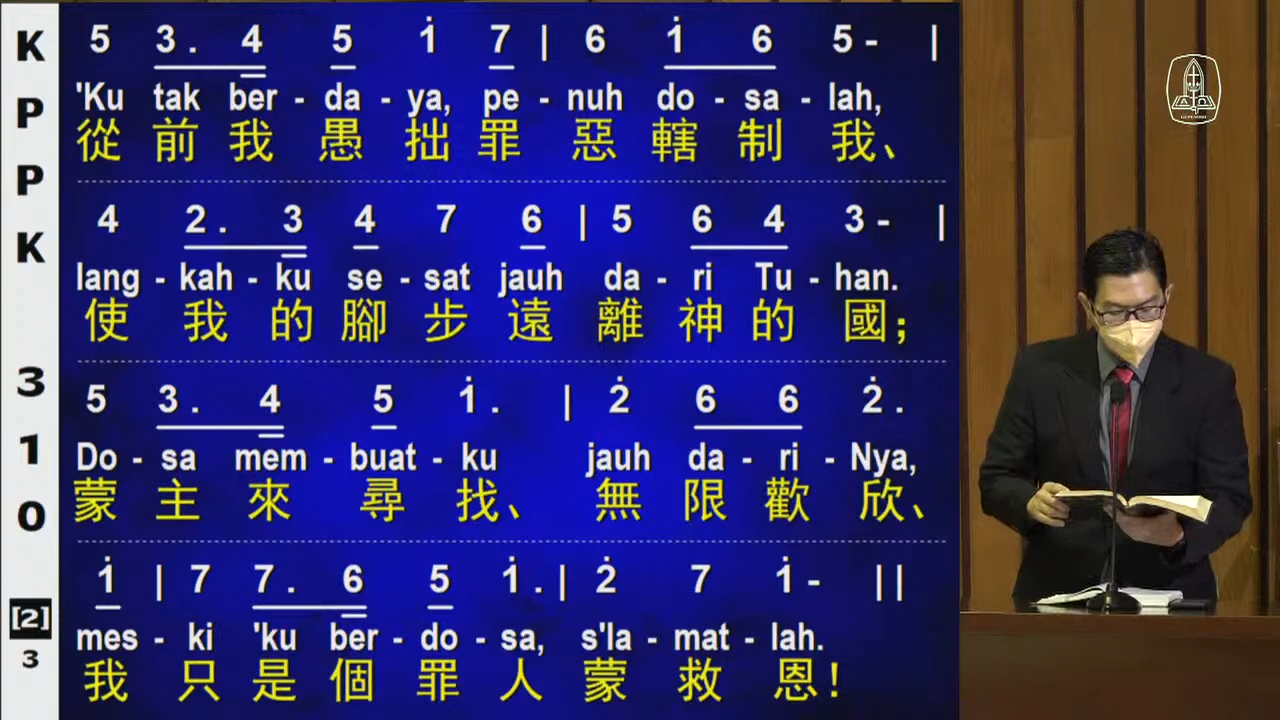 KPPK 310
[2]
3
5 3. 4 5 i̇ 7 | 6 i̇ 6 5- |
'Ku tak ber - da - ya, pe - nuh do - sa - lah,
從前我愚拙罪惡轄制我、
4 2. 3 4 7 6 | 5 6 4 3- |
lang - kah - ku se - sat jauh da - ri Tu - han.
使我的腳步遠離神的國；
5 3. 4 5 1̇. | 2̇ 6 6 2̇.
Do - sa mem - buat - ku jauh da - ri - Nya,
蒙主來尋找、無限歡欣、
1̇ | 7 7. 6 5 1̇. | 2̇ 7 1̇- ||
mes - ki 'ku ber - do - sa, s'la - mat - lah.
我只是個罪人蒙救恩！